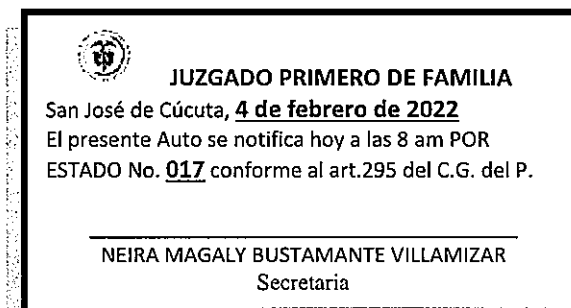 JUZGADO PRIMERO DE FAMILIA
San José de Cúcuta, 4 de febrero de 2022
El presente Auto se notifica hoy a las 8 am POR
ESTADO No. 017 conforme al art.295 del C.G. del P.
NEIRA MAGALY BUSTAMANTE VILLAMIZAR
Secretaria